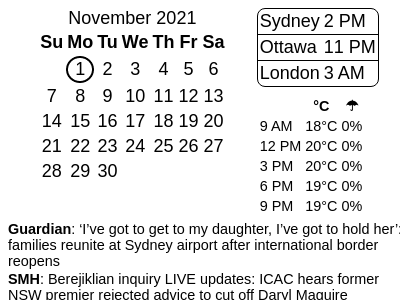 November 2021
Su Mo Tu We Th Fr Sa
1 2 3 4 5 6
7 8 9 10 11 12 13
14 15 16 17 18 19 20
21 22 23 24 25 26 27
28 29 30
Sydney 2 PM
Ottawa 11 PM
London 3 AM
°C ☂
9 AM 18°C 0%
12 PM 20°C 0%
3 PM 20°C 0%
6 PM 19°C 0%
9 PM 19°C 0%
Guardian: ‘I’ve got to get to my daughter, I’ve got to hold her’:
families reunite at Sydney airport after international border
reopens
SMH: Berejiklian inquiry LIVE updates: ICAC hears former
NSW premier rejected advice to cut off Daryl Maguire